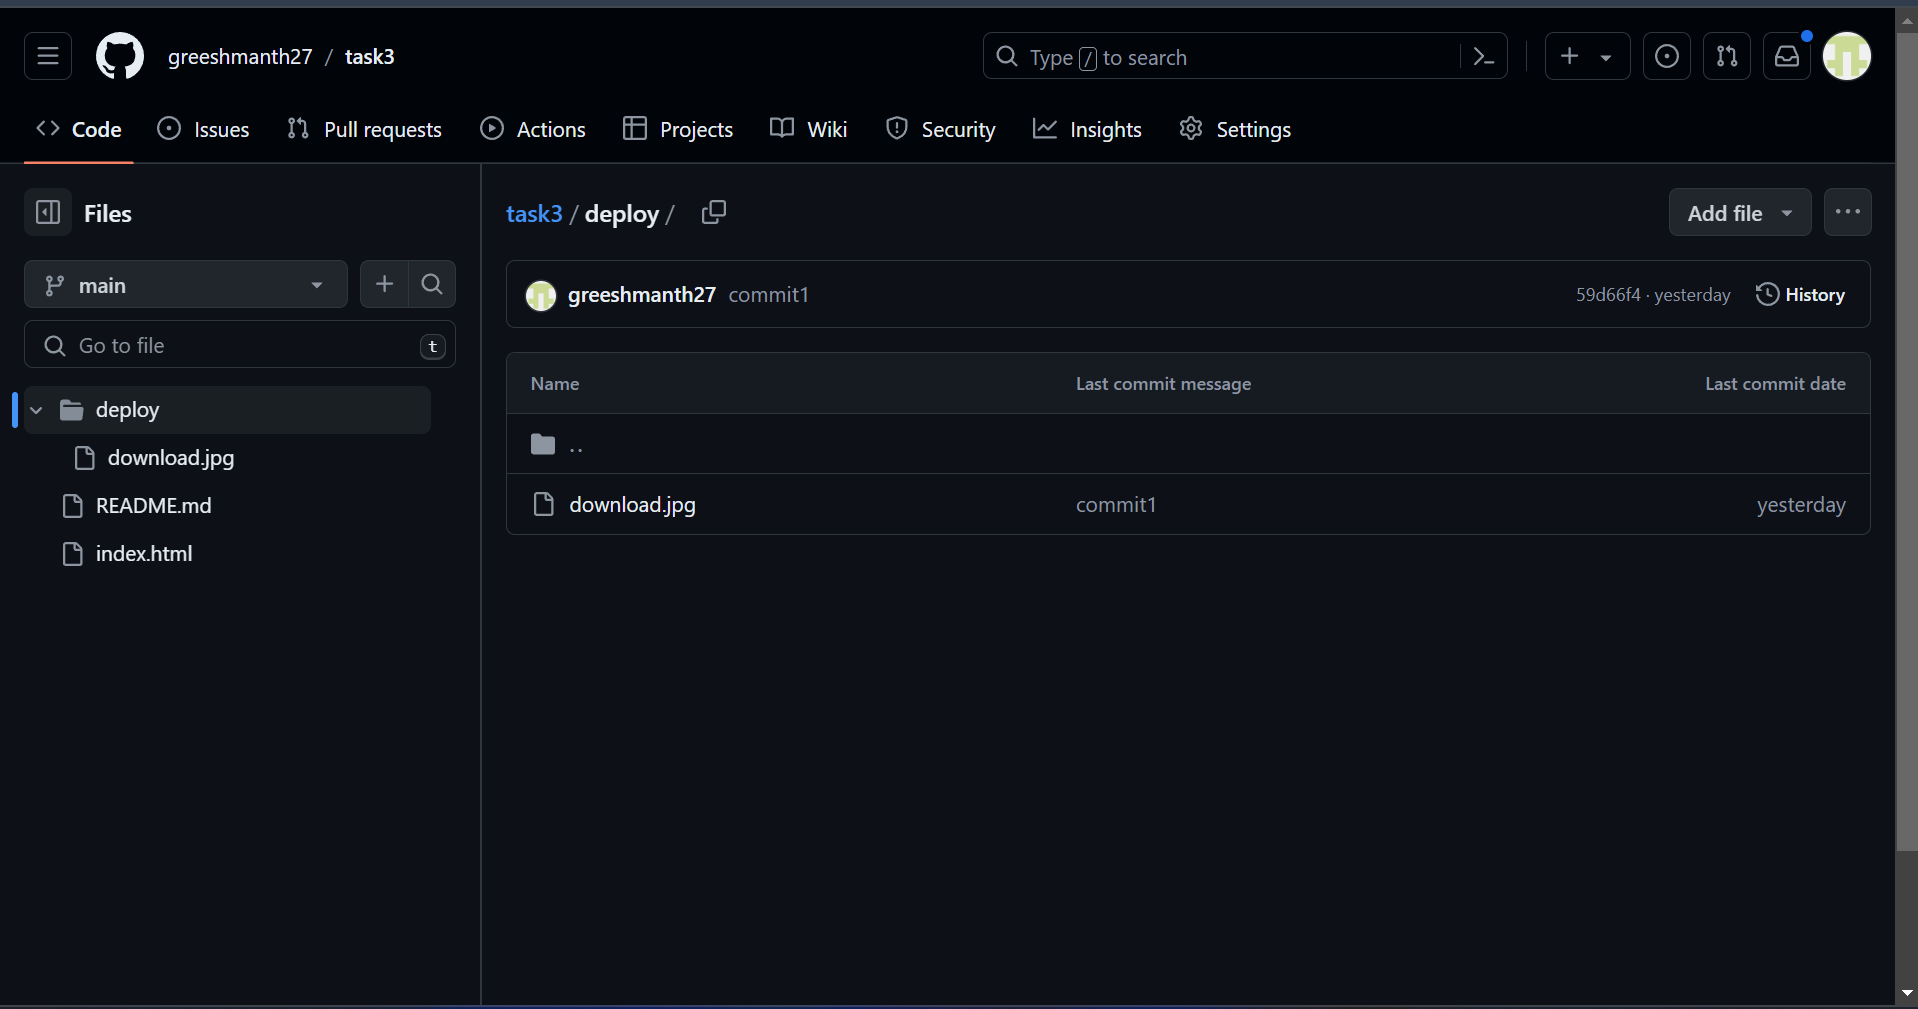 greeshmanth27 / task3
Type / to search
Code Issues Pull requests Actions Projects Wiki Security Insights Settings
Files
main
Go to file t
deploy
download.jpg
README.md
index.html
task3 / deploy /
Add file
greeshmanth27 commit1 59d66f4 · yesterday History
Name Last commit message Last commit date
..
download.jpg commit1 yesterday